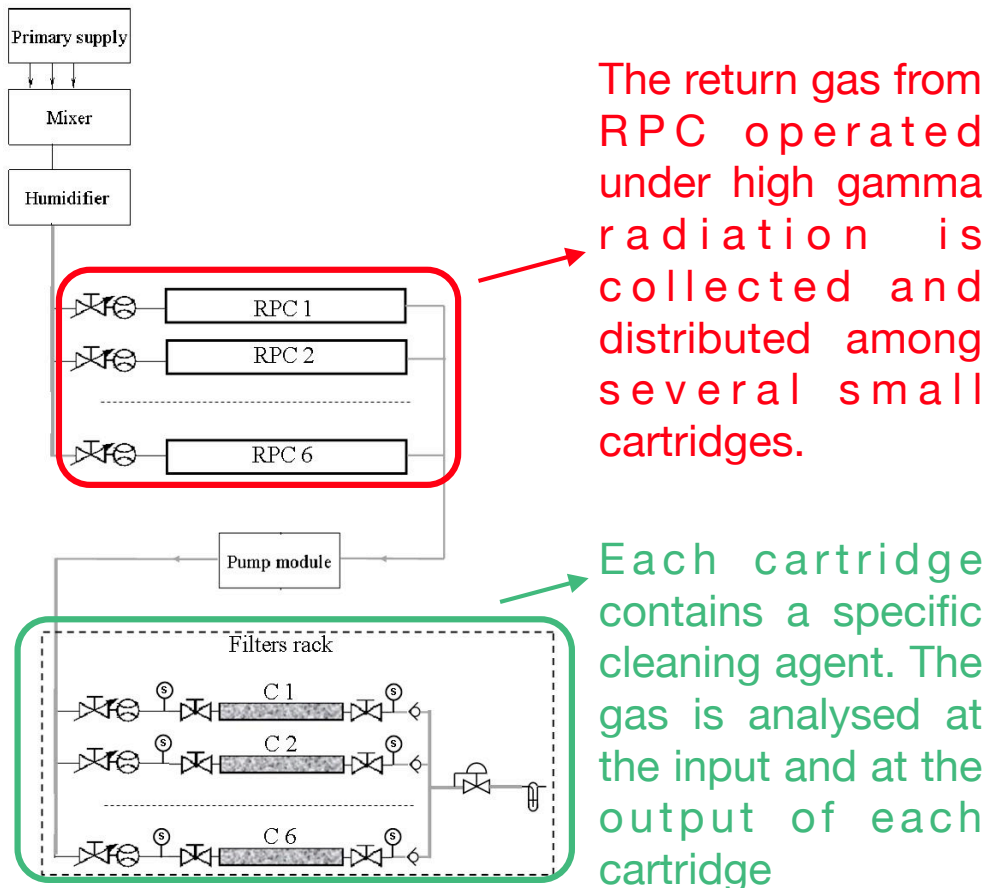 Primary supply
Mixer
Humidifier
RPC 1
RPC 2
RPC 6
The return gas from
RPC operated
under high gamma
radiation is
collected and
distributed among
several small
cartridges.
Pump module
Filters rack
S
C 1
S
S
C 2
S
S
C 6
S
Each cartridge
contains a specific
cleaning agent. The
gas is analysed at
the input and at the
output of each
cartridge